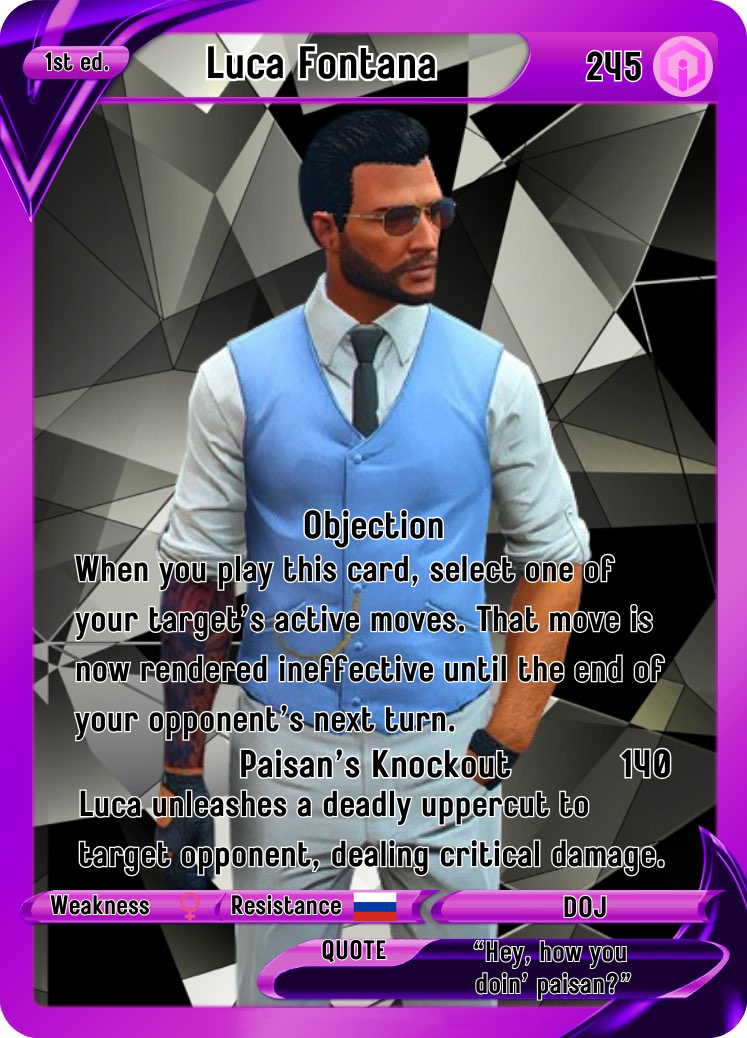 1st ed.
Luca Fontana
245
Objection
When you play this card, select one of
your target's active moves. That move is
now rendered ineffective until the end of
your opponent's next turn.
Paisan's Knockout 140
Luca unleashes a deadly uppercut to
target opponent, dealing critical damage.
Weakness ♀ Resistance DOJ
QUOTE
“Hey, how you
doin’ paisan?”